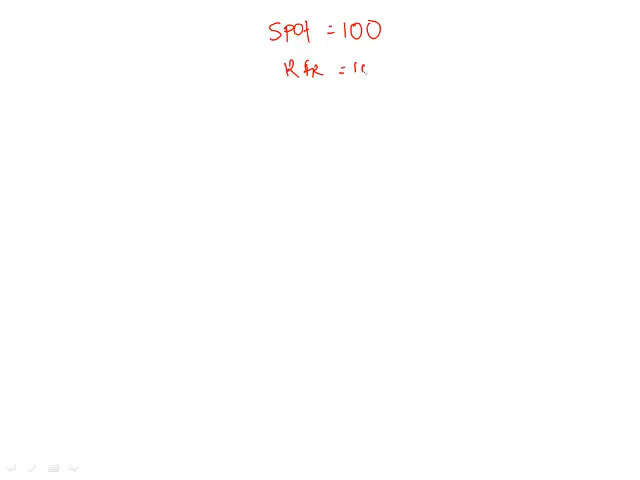 Spot = 100
RFR =